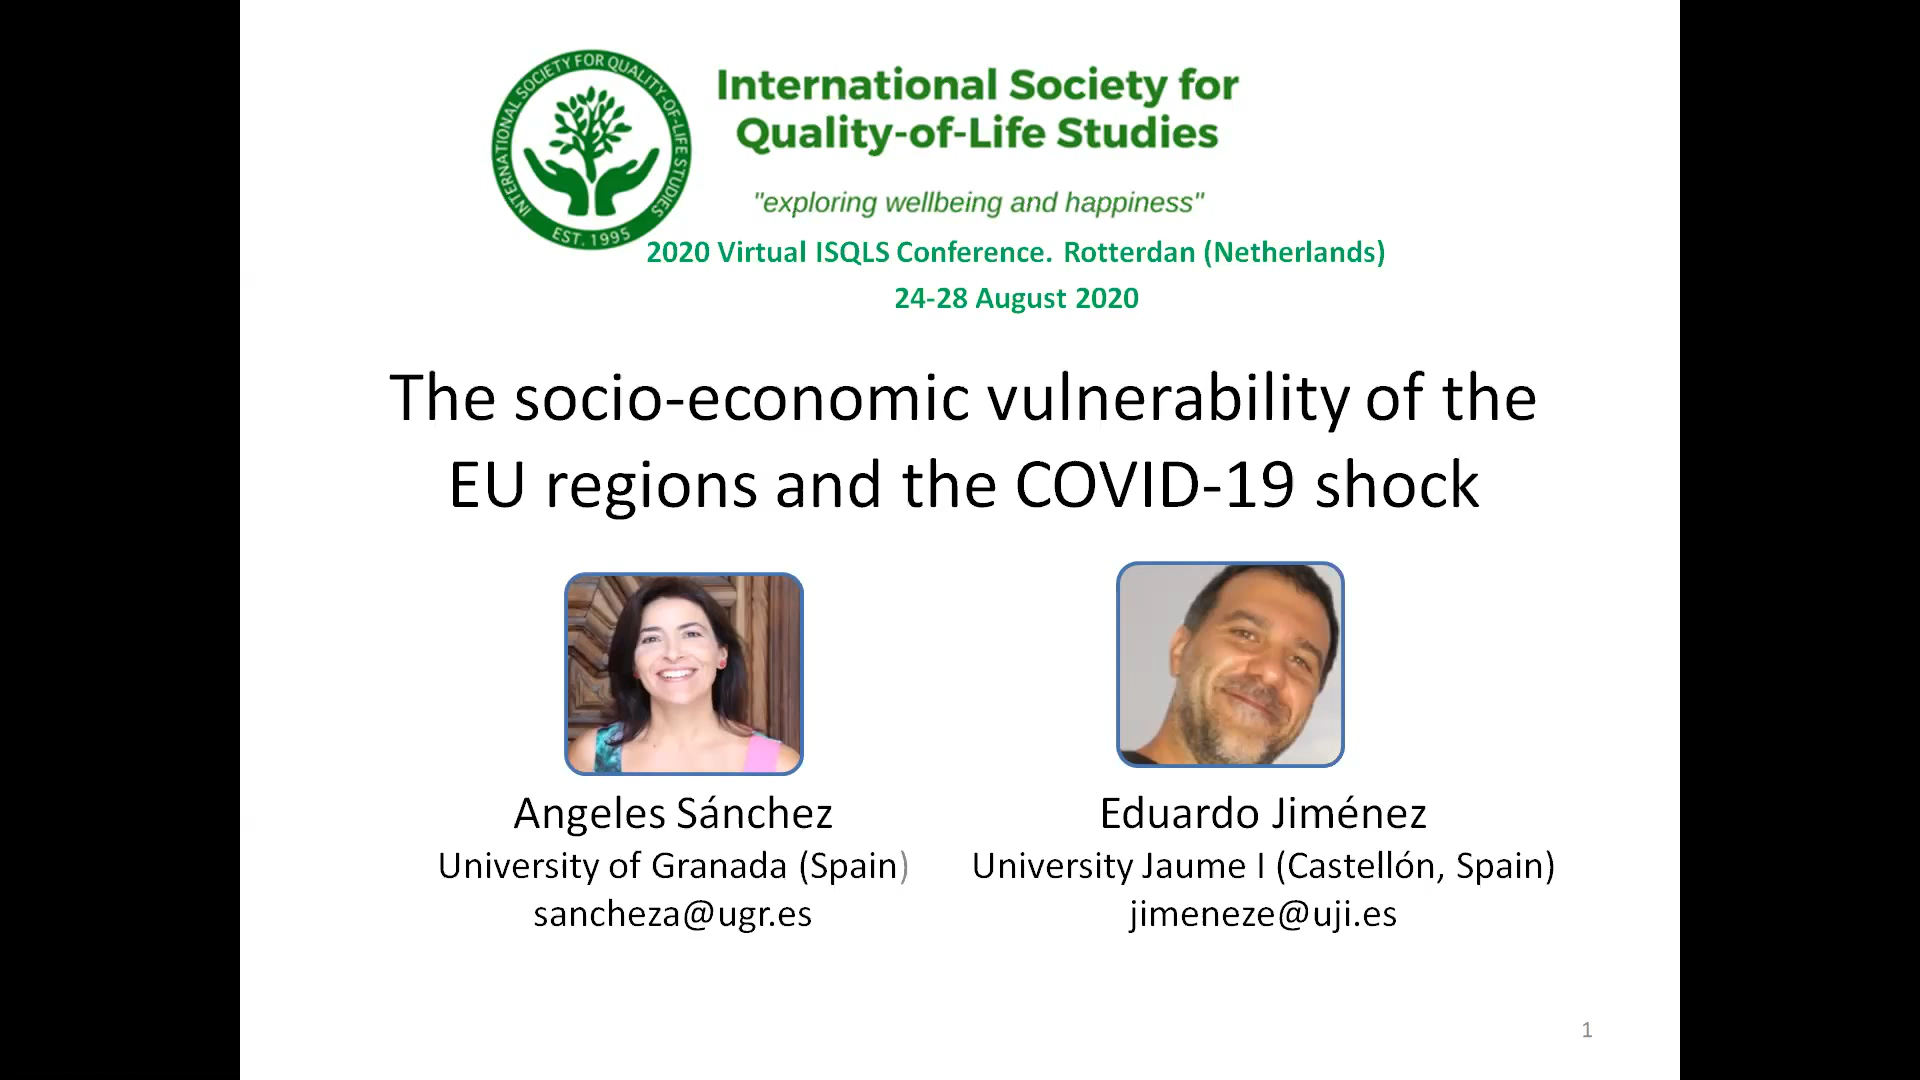 INTERNATIONAL SOCIETY FOR QUALITY-OF-LIFE STUDIES
EST. 1995
International Society for
Quality-of-Life Studies
"exploring wellbeing and happiness"
2020 Virtual ISQLS Conference. Rotterdan (Netherlands)
24-28 August 2020
The socio-economic vulnerability of the
EU regions and the COVID-19 shock
Angeles Sánchez
University of Granada (Spain)
sancheza@ugr.es
Eduardo Jiménez
University Jaume I (Castellón, Spain)
jimeneze@uji.es
1